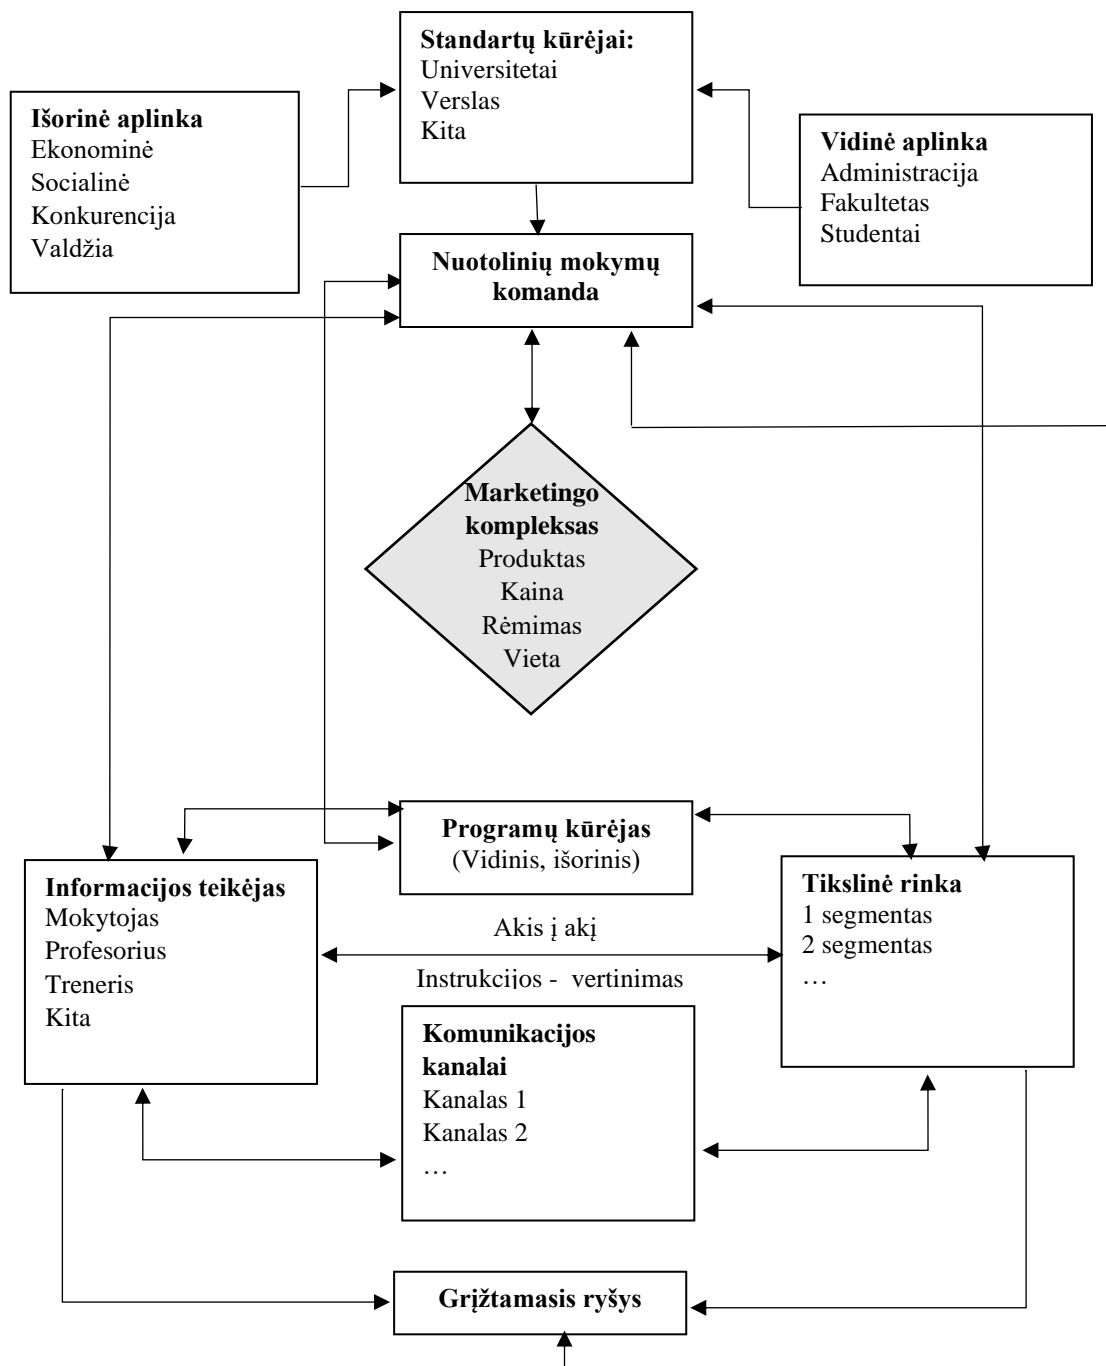 Standartų kūrėjai:
Universitetai
Verslas
Kita
Išorinė aplinka
Ekonominė
Socialinė
Konkurencija
Valdžia
Vidinė aplinka
Administracija
Fakultetas
Studentai
Nuotolinių mokymų
komanda
Marketingo
kompleksas
Produktas
Kaina
Rėmimas
Vieta
Programų kūrėjas
(Vidinis, išorinis)
Informacijos teikėjas
Mokytojas
Profesorius
Treneris
Kita
Akis į akį
Instrukcijos - vertinimas
Tikslinė rinka
1 segmentas
2 segmentas
…
Komunikacijos
kanalai
Kanalas 1
Kanalas 2
…
Grįžtamasis ryšys